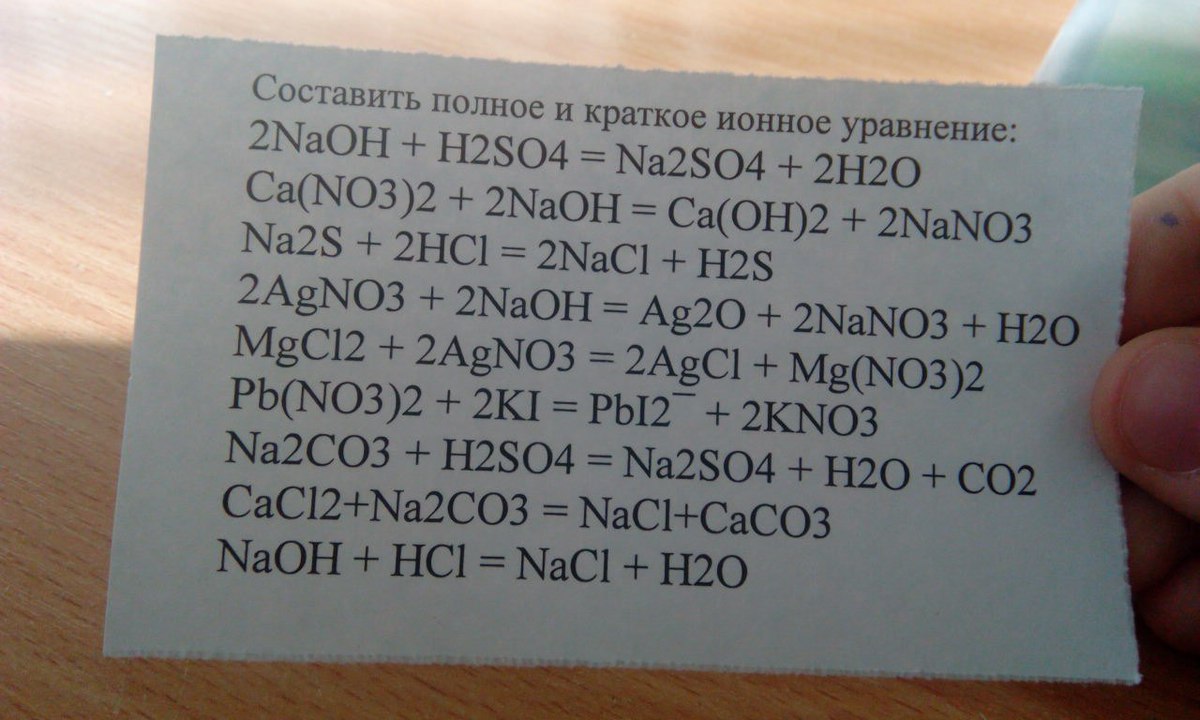 Составить полное и краткое ионное уравнение:
2NaOH + H2SO4 = Na2SO4 + 2H2O
Ca(NO3)2 + 2NaOH = Ca(OH)2 + 2NaNO3
Na2S + 2HCl = 2NaCl + H2S
2AgNO3 + 2NaOH = Ag2O + 2NaNO3 + H2O
MgCl2 + 2AgNO3 = 2AgCl + Mg(NO3)2
Pb(NO3)2 + 2KI = PbI2¯ + 2KNO3
Na2CO3 + H2SO4 = Na2SO4 + H2O + CO2
CaCl2+Na2CO3 = NaCl+CaCO3
NaOH + HCl = NaCl + H2O